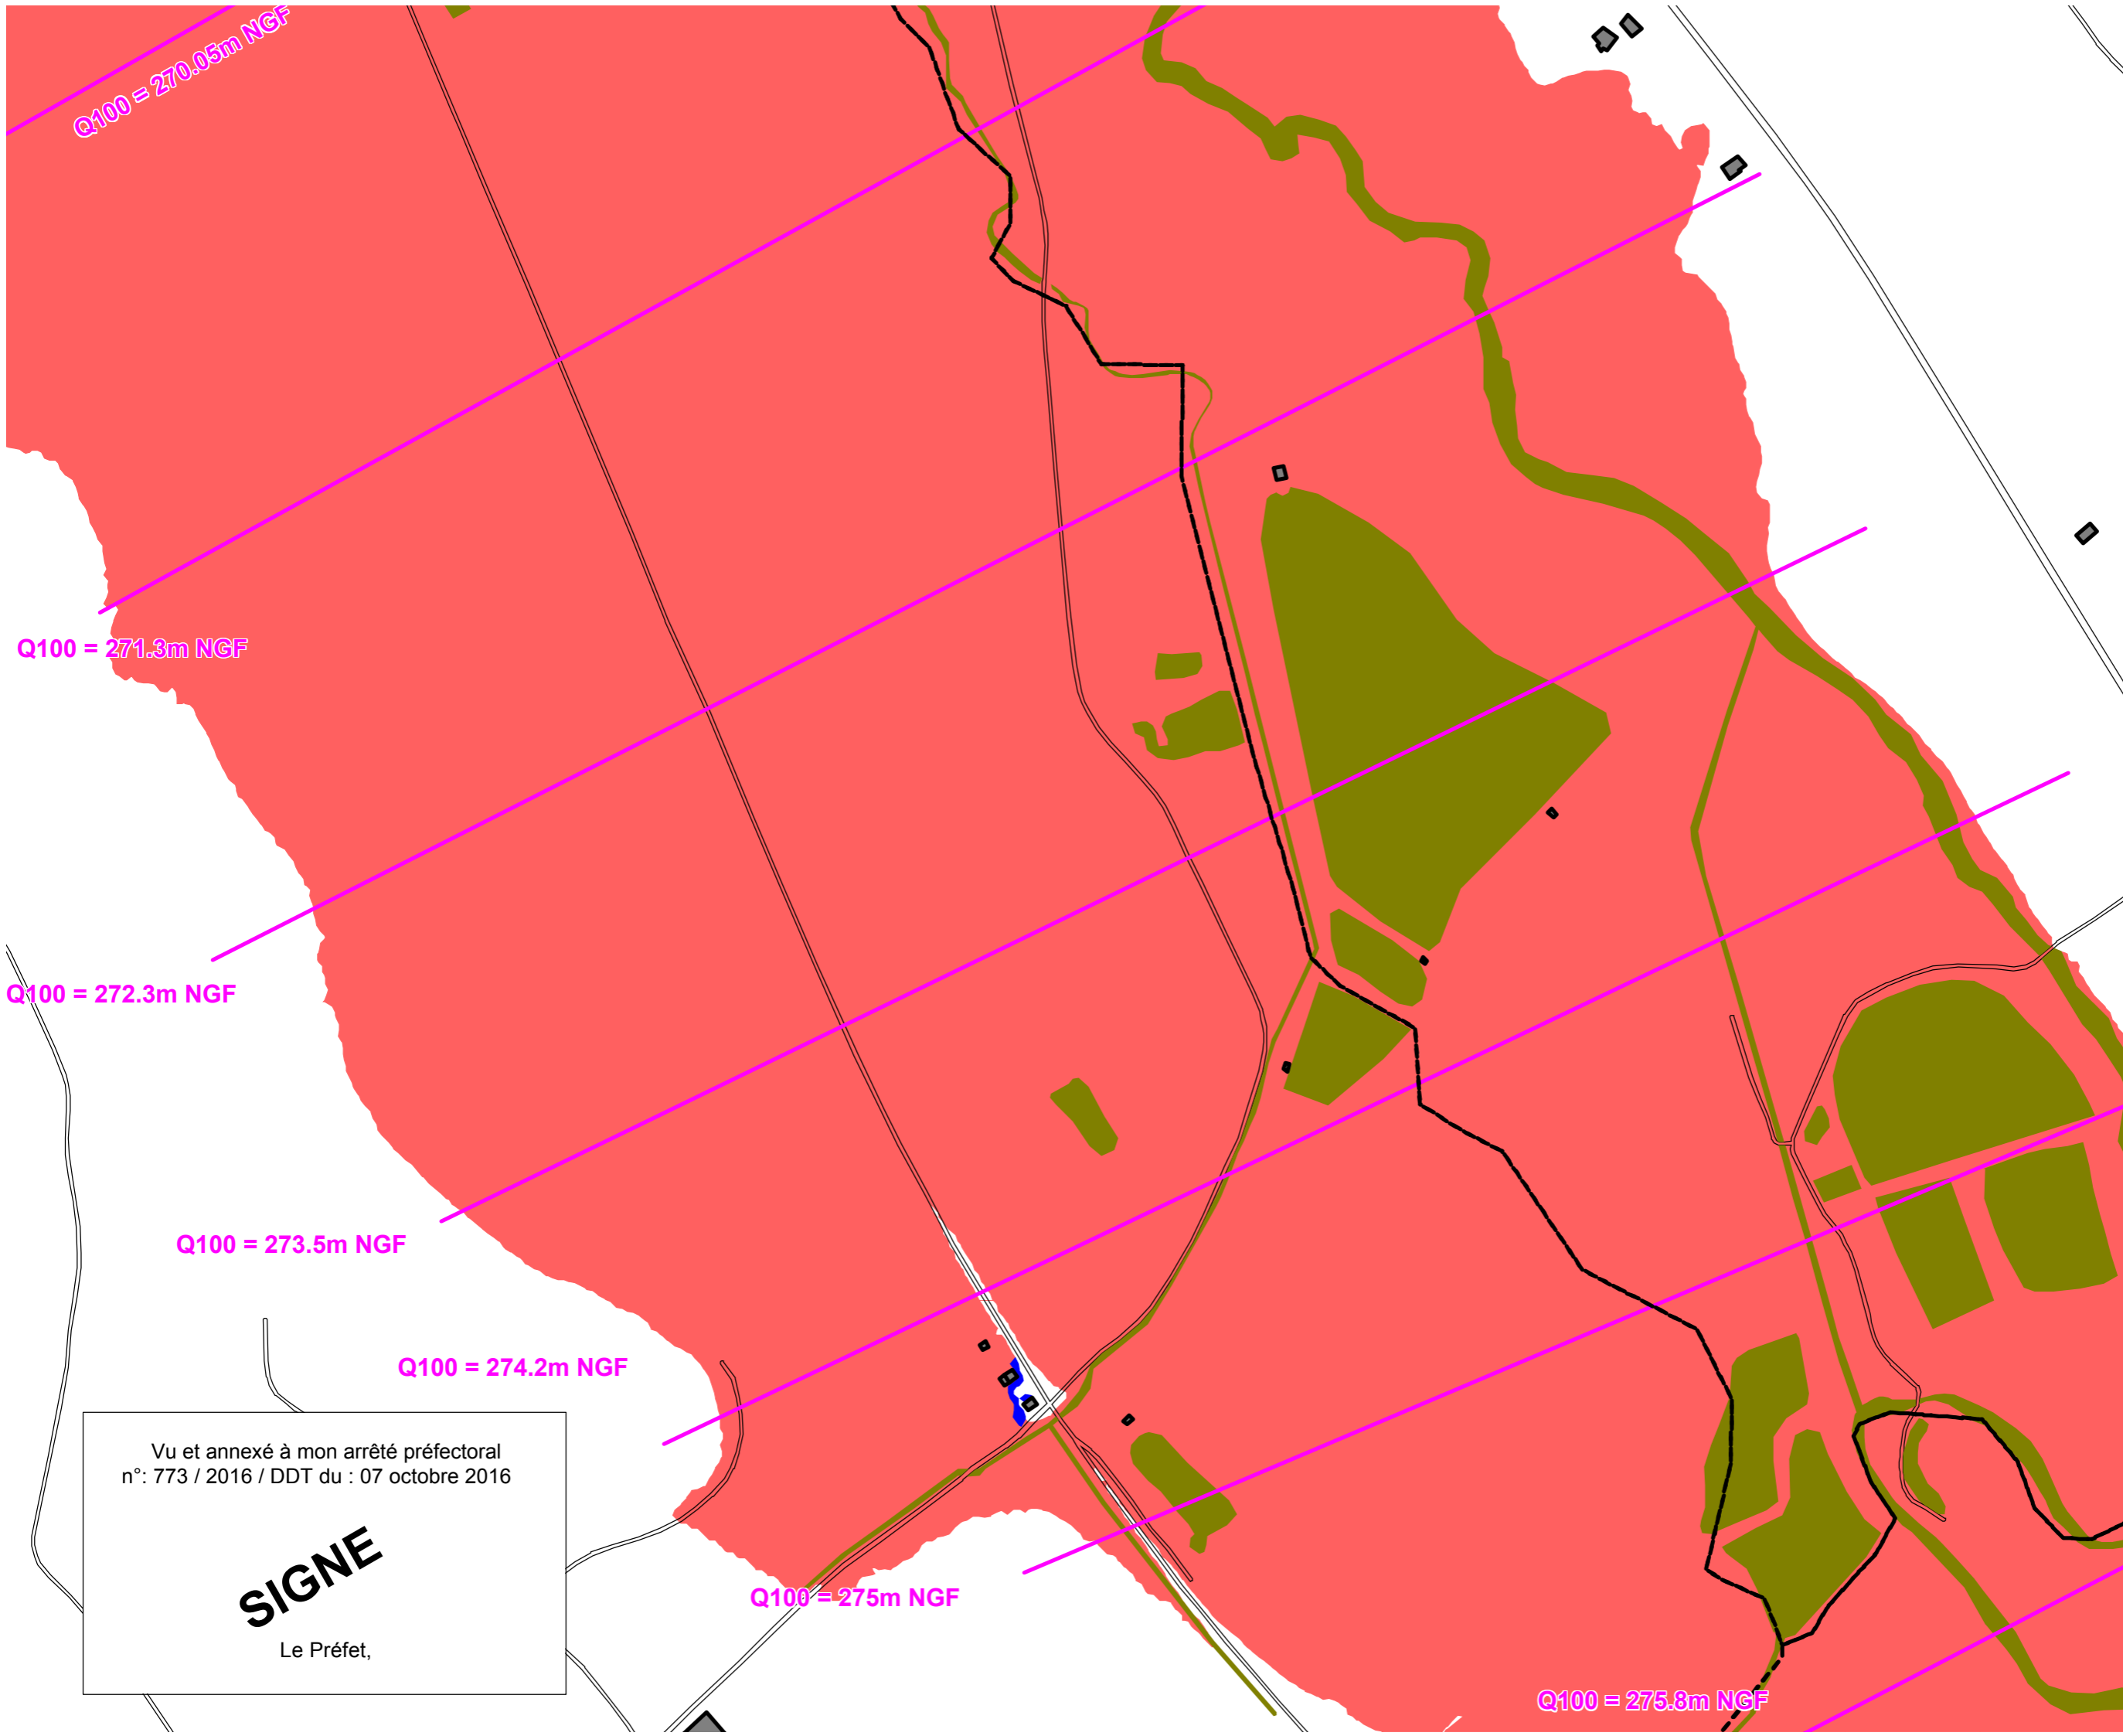 Q100 = 270.05m NGF
Q100 = 271.3m NGF
Q100 = 272.3m NGF
Q100 = 273.5m NGF
Q100 = 274.2m NGF
Vu et annexé à mon arrêté préfectoral
n°: 773 / 2016 / DDT du : 07 octobre 2016
SIGNE
Le Préfet,
Q100 = 275m NGF
Q100 = 275.8m NGF